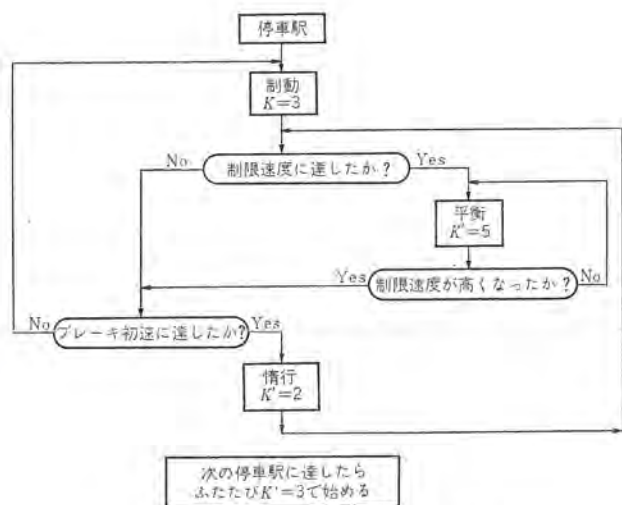 停車駅
制動
K=3
No
制限速度に達したか?
Yes
平衡
K'=5
Yes
制限速度が高くなったか?
No
No
ブレーキ初速に達したか?
Yes
惰行
K'=2
次の停車駅に達したら
ふたたびK'=3で始める